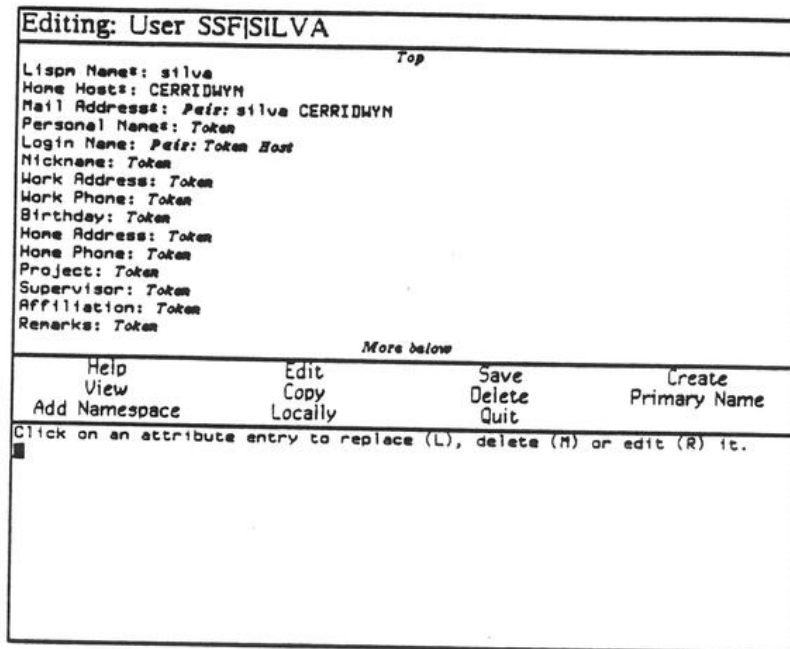 Editing: User SSF|SILVA
Top
Lispm Name*: silva
Home Host*: CERRIDWYN
Mail Address*: Pair: silva CERRIDWYN
Personal Name*: Token
Login Name: Pair: Token Host
Nickname: Token
Work Address: Token
Work Phone: Token
Birthday: Token
Home Address: Token
Home Phone: Token
Project: Token
Supervisor: Token
Affiliation: Token
Remarks: Token
More below
Help Edit Save Create
View Copy Delete Primary Name
Add Namespace Locally Quit
Click on an attribute entry to replace (L), delete (M) or edit (R) it.